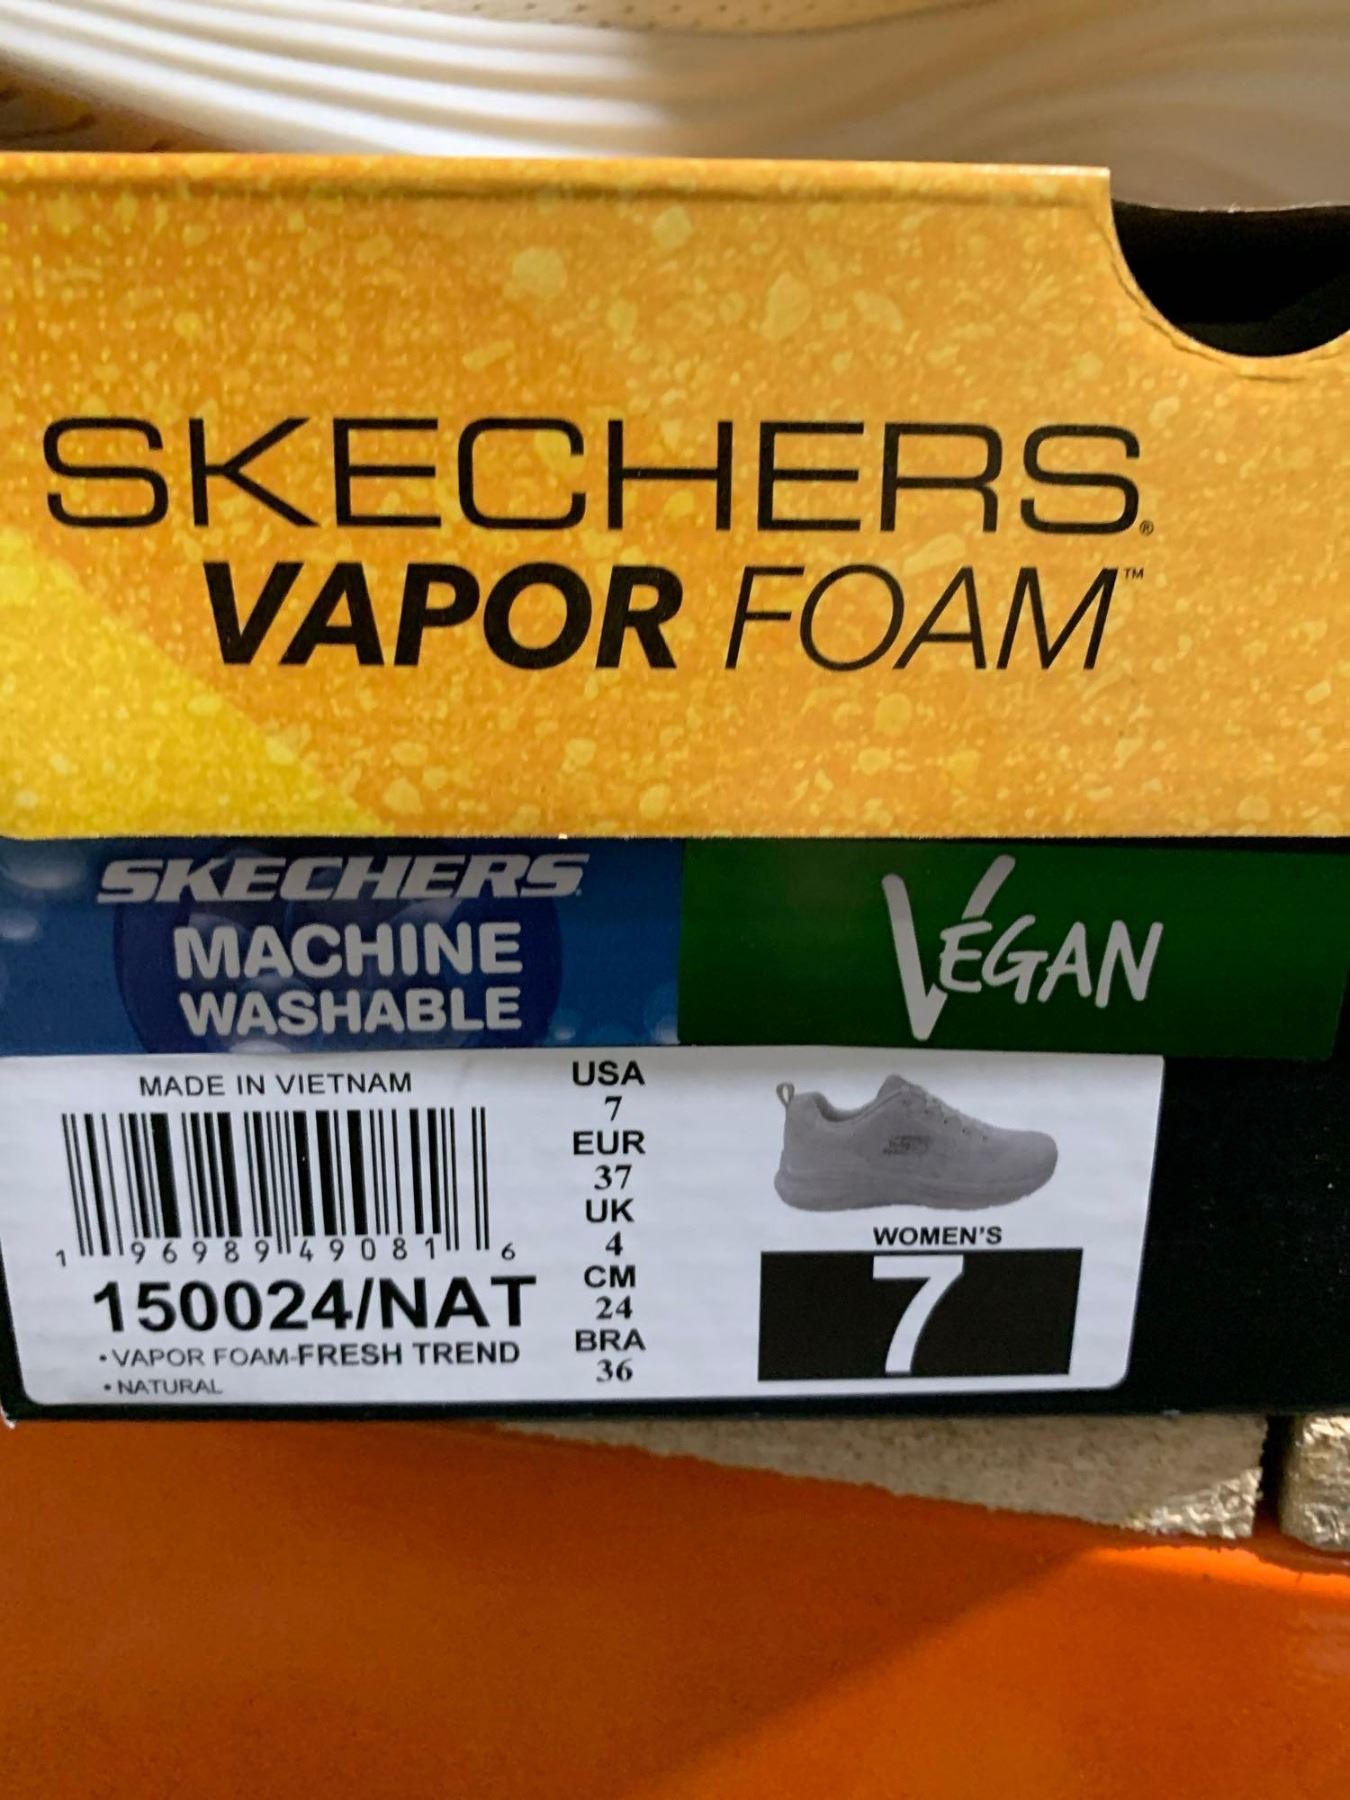 SKECHERS®
VAPOR FOAM™
SKECHERS
MACHINE
WASHABLE
VEGAN
MADE IN VIETNAM
1 96989 49081 6
150024/NAT
•VAPOR FOAM-FRESH TREND
•NATURAL
USA
7
EUR
37
UK
4
CM
24
BRA
36
WOMEN'S
7